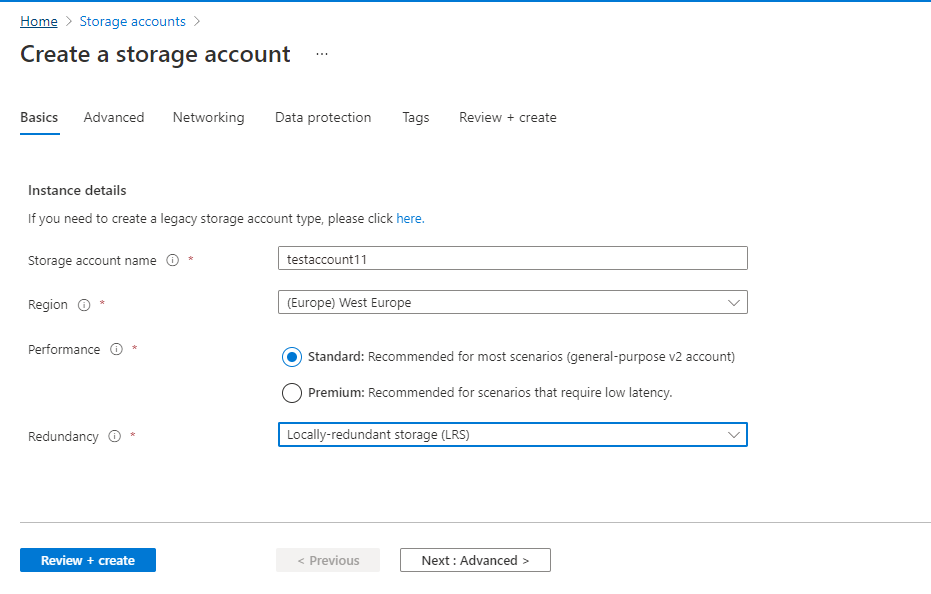 Home > Storage accounts >
Create a storage account ...
Basics Advanced Networking Data protection Tags Review + create
Instance details
If you need to create a legacy storage account type, please click here.
Storage account name * testaccount11
Region * (Europe) West Europe
Performance * Standard: Recommended for most scenarios (general-purpose v2 account)
Premium: Recommended for scenarios that require low latency.
Redundancy * Locally-redundant storage (LRS)
Review + create < Previous Next : Advanced >